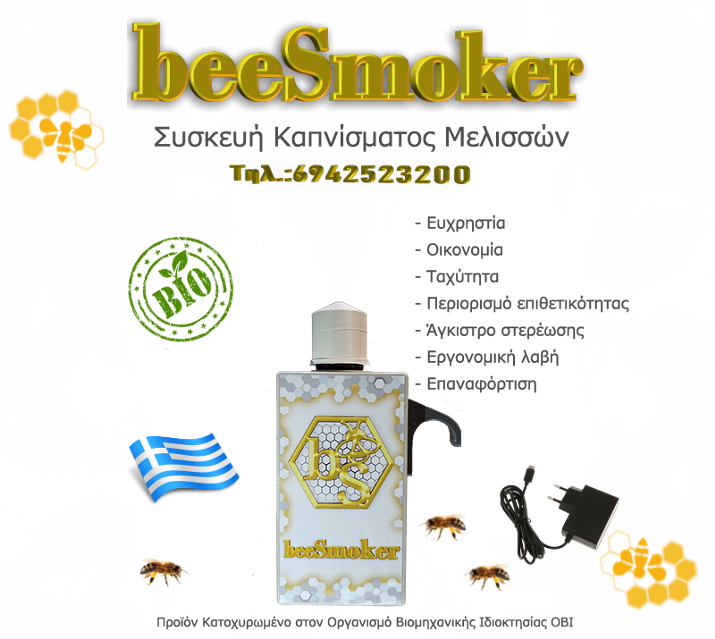 beeSmoker
Συσκευή Καπνίσματος Μελισσών
Τηλ.:6942523200
- Ευχρηστία
- Οικονομία
- Ταχύτητα
- Περιορισμό επιθετικότητας
- Άγκιστρο στερέωσης
- Εργονομική λαβή
- Επαναφόρτιση
BIO
bS
beeSmoker
Προϊόν Κατοχυρωμένο στον Οργανισμό Βιομηχανικής Ιδιοκτησίας ΟΒΙ